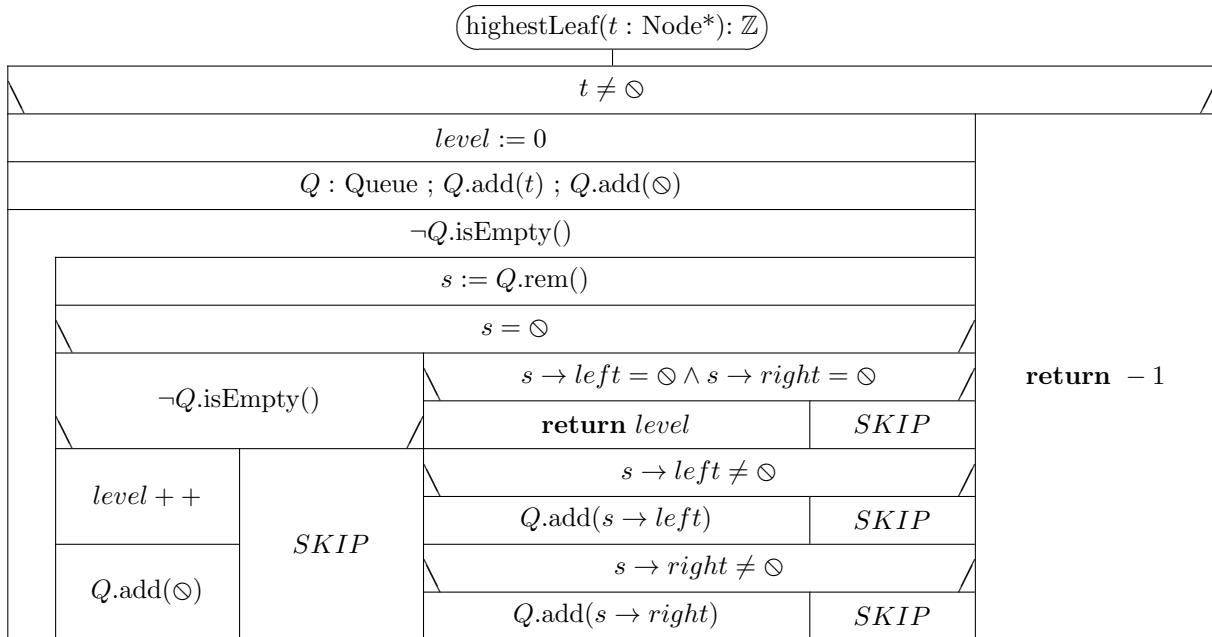 highestLeaf(t : Node*): ℤ
t ≠ ⦸
level := 0
Q : Queue ; Q.add(t) ; Q.add(⦸)
¬Q.isEmpty()
s := Q.rem()
s = ⦸
¬Q.isEmpty()
s → left = ⦸ ∧ s → right = ⦸
return level
SKIP
return − 1
level + +
Q.add(⦸)
SKIP
s → left ≠ ⦸
Q.add(s → left)
SKIP
s → right ≠ ⦸
Q.add(s → right)
SKIP